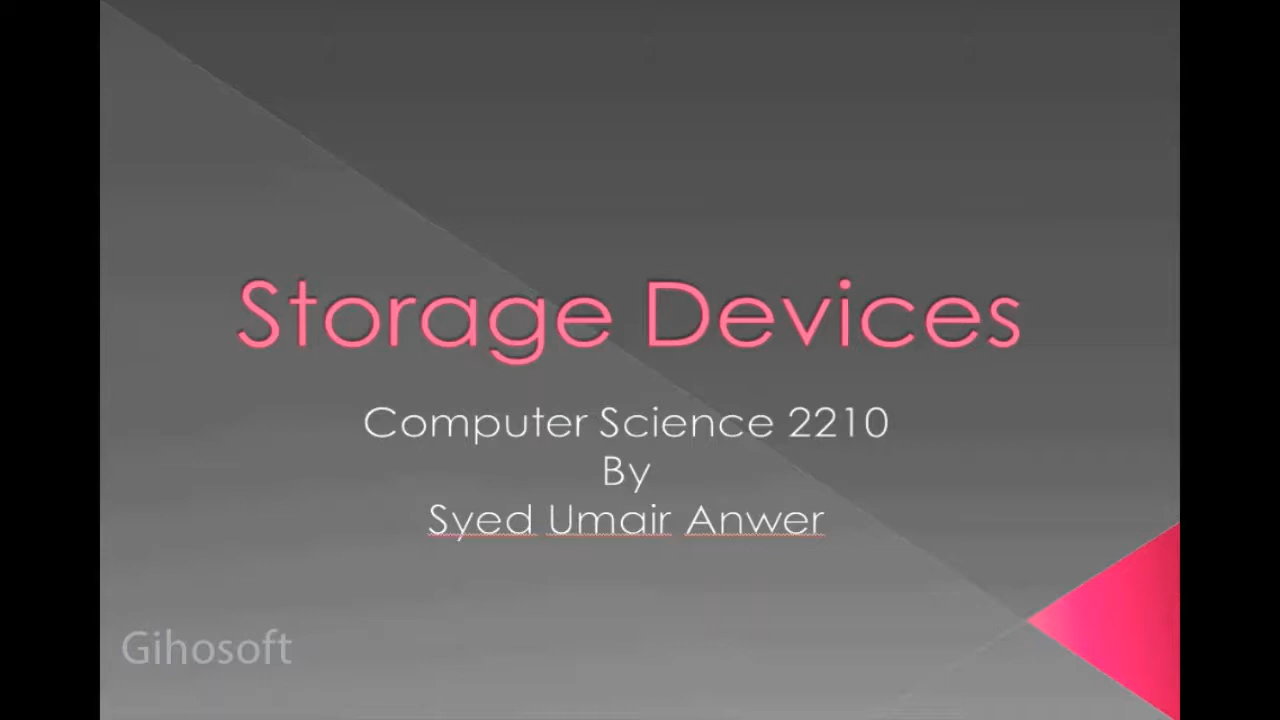 Storage Devices
Computer Science 2210
By
Syed Umair Anwer
Gihosoft